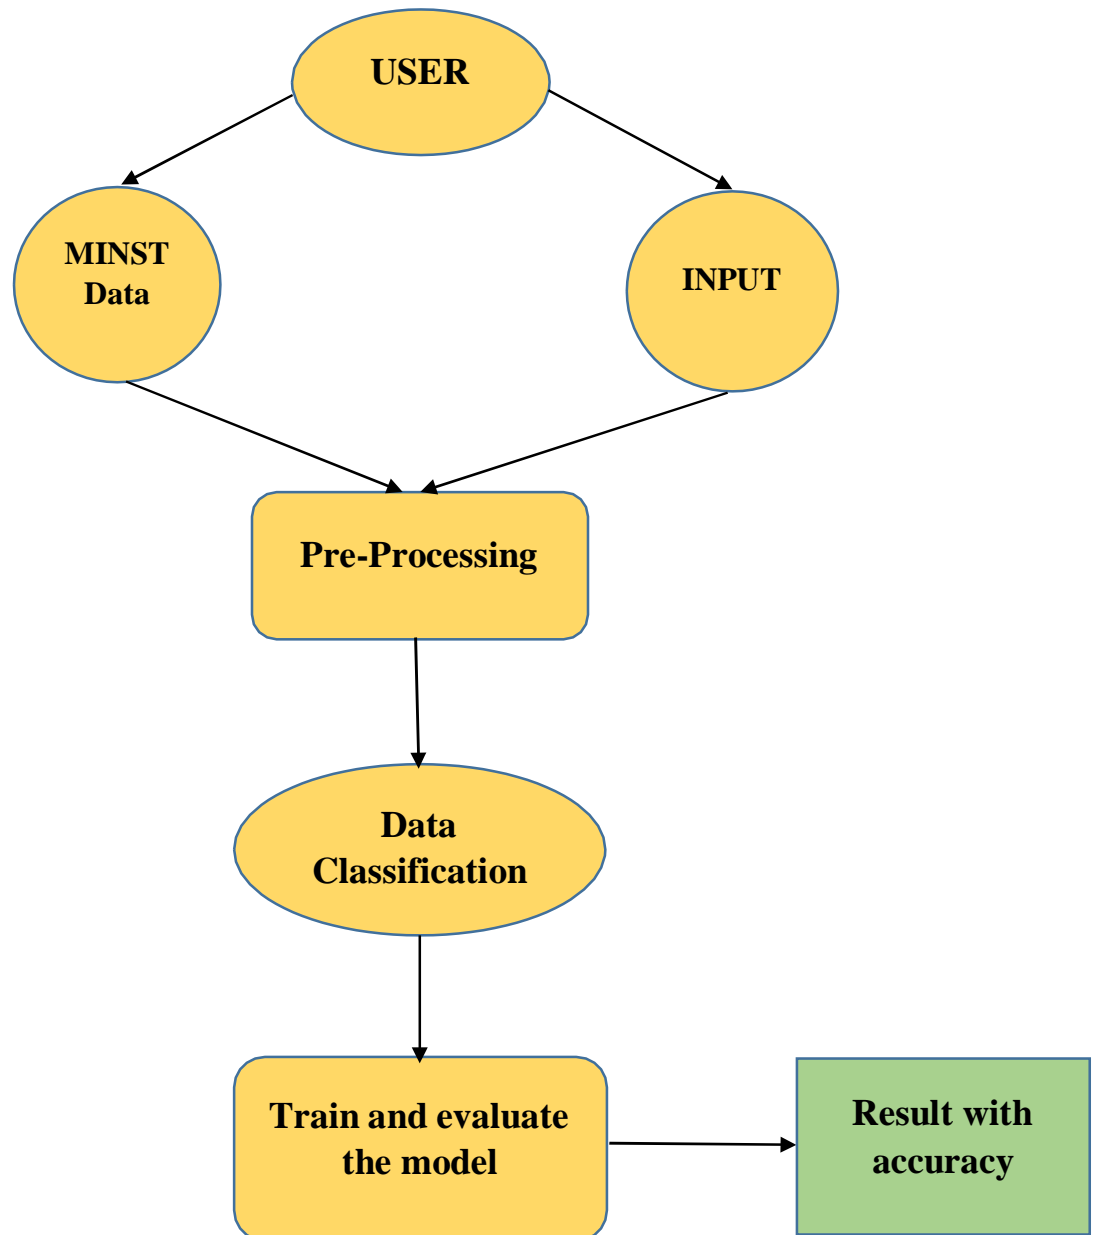 USER
MINST
Data
INPUT
Pre-Processing
Data
Classification
Train and evaluate
the model
Result with
accuracy